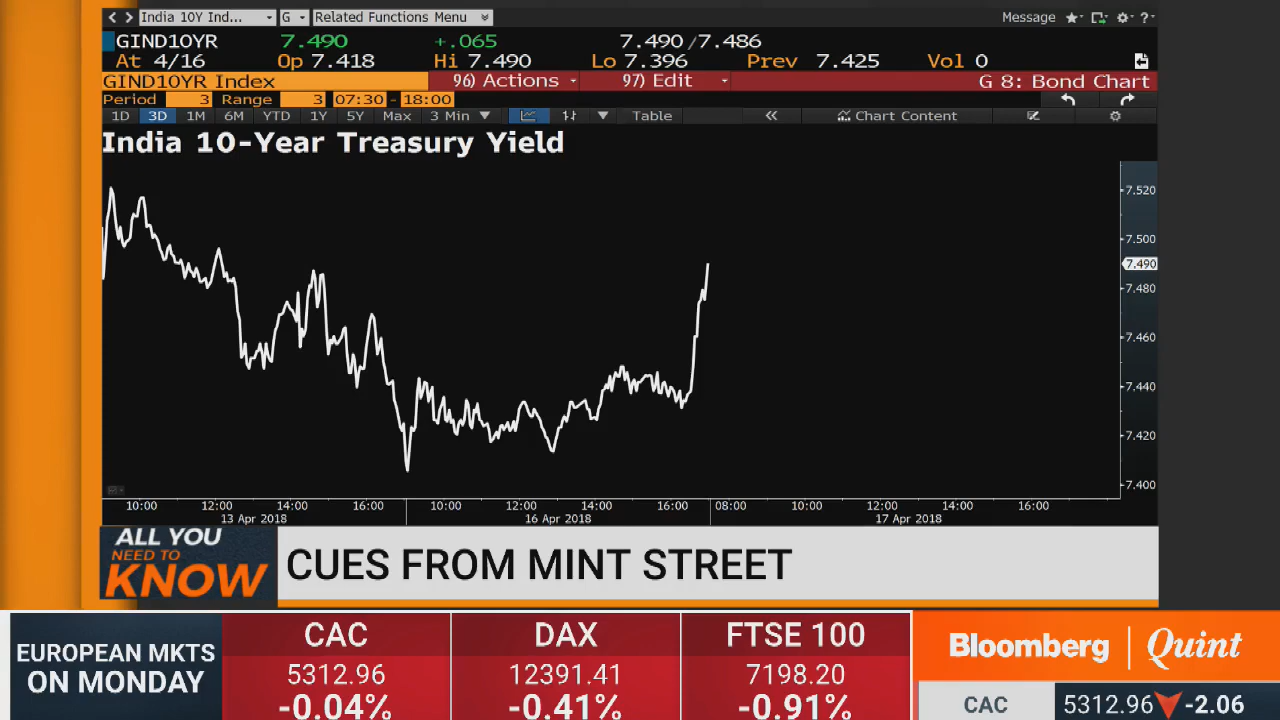 India 10Y Ind... G Related Functions Menu Message
GIND10YR 7.490 +.065 7.490 /7.486
At 4/16 Op 7.418 Hi 7.490 Lo 7.396 Prev 7.425 Vol 0
GIND10YR Index 96) Actions 97) Edit G 8: Bond Chart
Period 3 Range 3 07:30 - 18:00
1D 3D 1M 6M YTD 1Y 5Y Max 3 Min Table Chart Content
India 10-Year Treasury Yield
7.520
7.500
7.490
7.480
7.460
7.440
7.420
7.400
10:00 12:00 14:00 16:00 10:00 12:00 14:00 16:00 08:00 10:00 12:00 14:00 16:00
13 Apr 2018 16 Apr 2018 17 Apr 2018
ALL YOU
NEED TO
KNOW
CUES FROM MINT STREET
EUROPEAN MKTS
ON MONDAY
CAC
5312.96
-0.04%
DAX
12391.41
-0.41%
FTSE 100
7198.20
-0.91%
Bloomberg | Quint
CAC 5312.96 -2.06